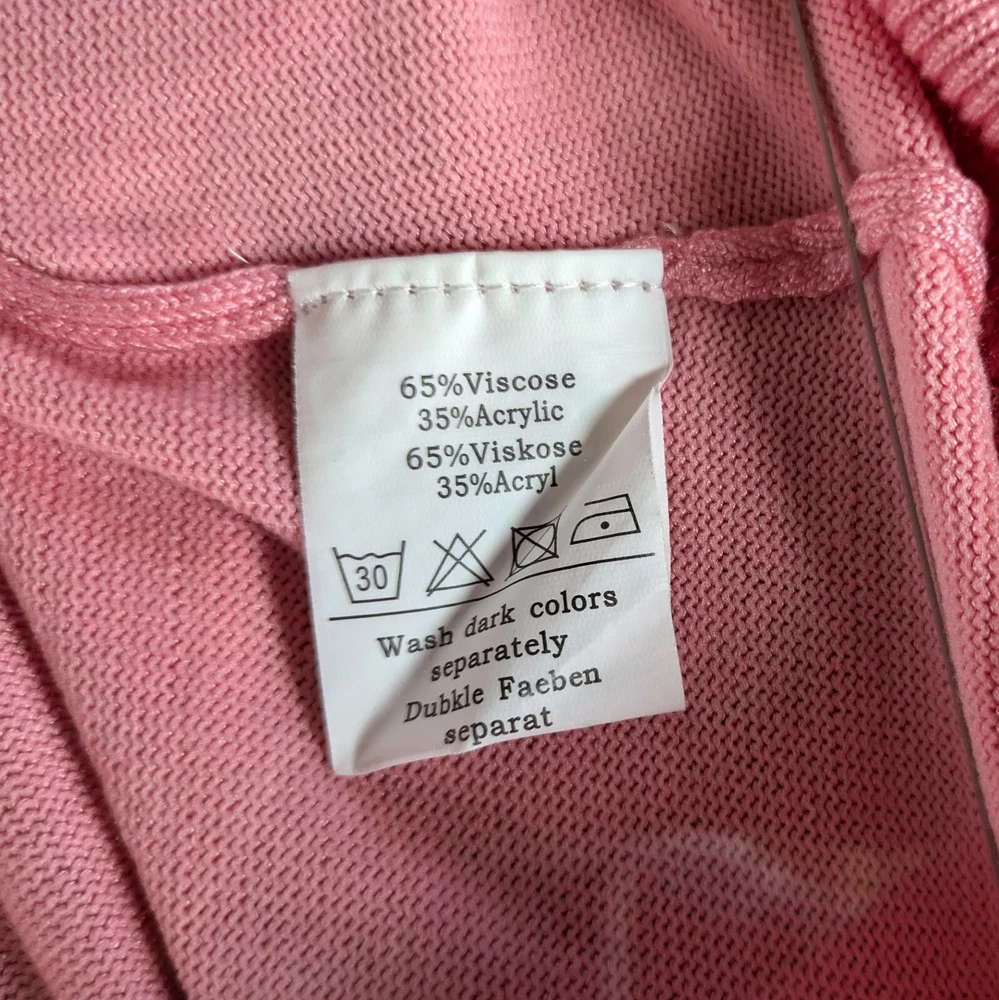 65%Viscose
35%Acrylic
65%Viskose
35%Acryl
30
Wash dark colors
separately
Dubkle Faeben
separat